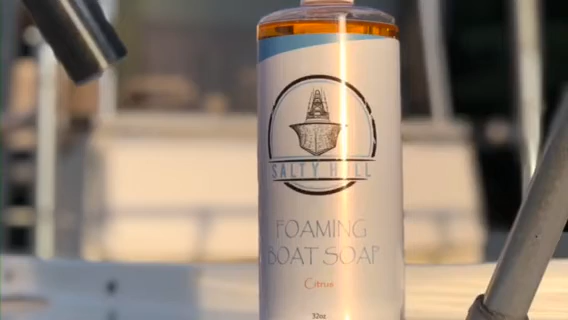 SALTY HULL
FOAMING
BOAT SOAP
Citrus
32oz